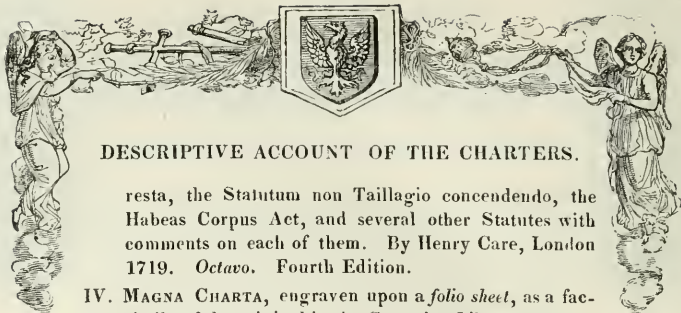 DESCRIPTIVE ACCOUNT OF THE CHARTERS.
resta, the Statutum non Taillagio concendendo, the
Habeas Corpus Act, and several other Statutes with
comments on each of them. By Henry Care, London
1719. Octavo. Fourth Edition.
IV. MAGNA CHARTA, engraven upon a folio sheet, as a fac-